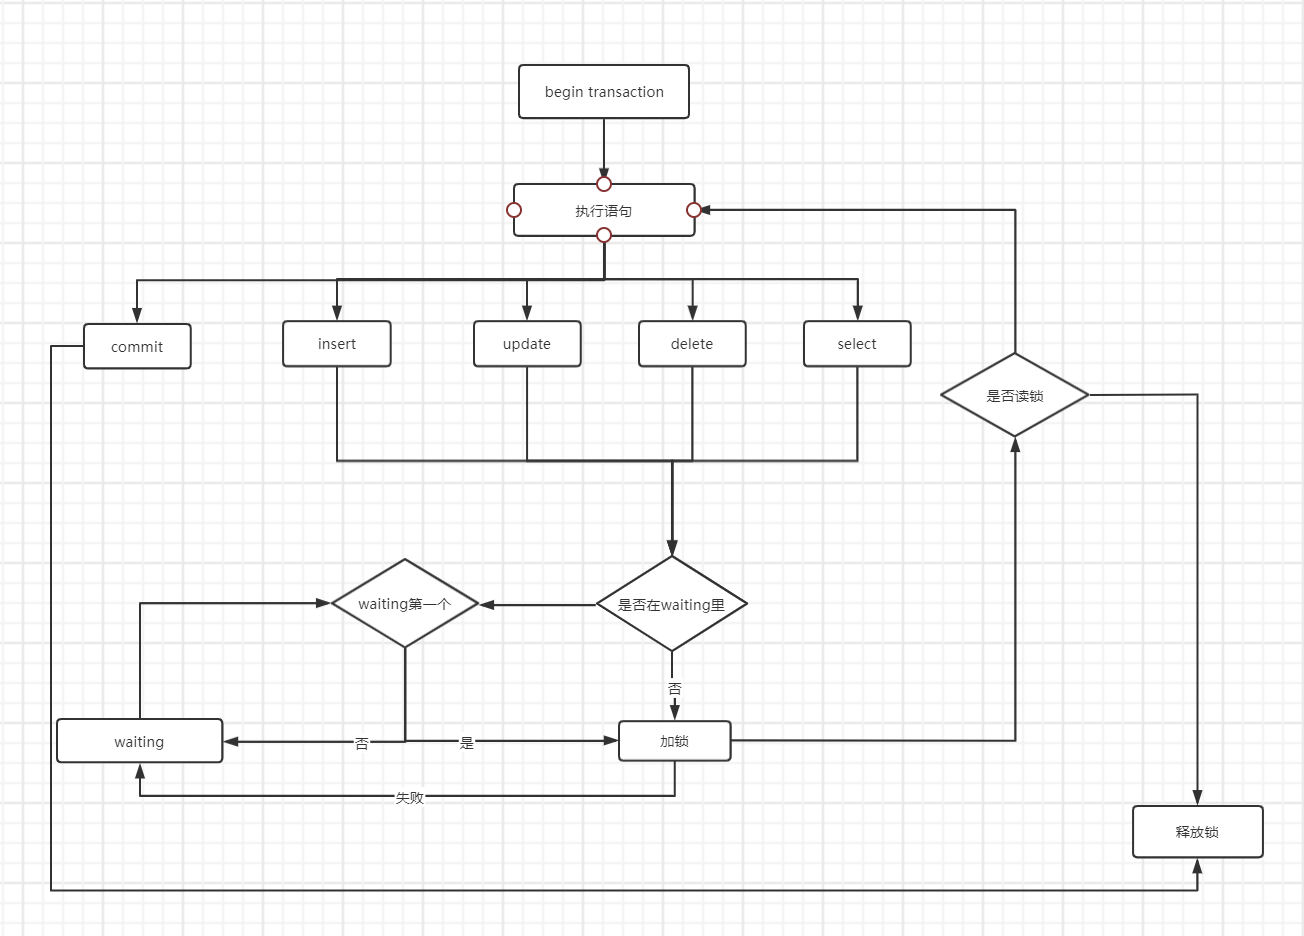 begin transaction
执行语句
commit
insert
update
delete
select
是否读锁
waiting第一个
是否在waiting里
否
waiting
否
是
加锁
失败
释放锁